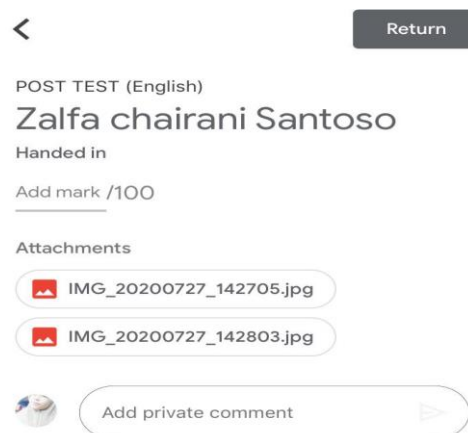 Return
POST TEST (English)
Zalfa chairani Santoso
Handed in
Add mark /100
Attachments
IMG_20200727_142705.jpg
IMG_20200727_142803.jpg
Add private comment